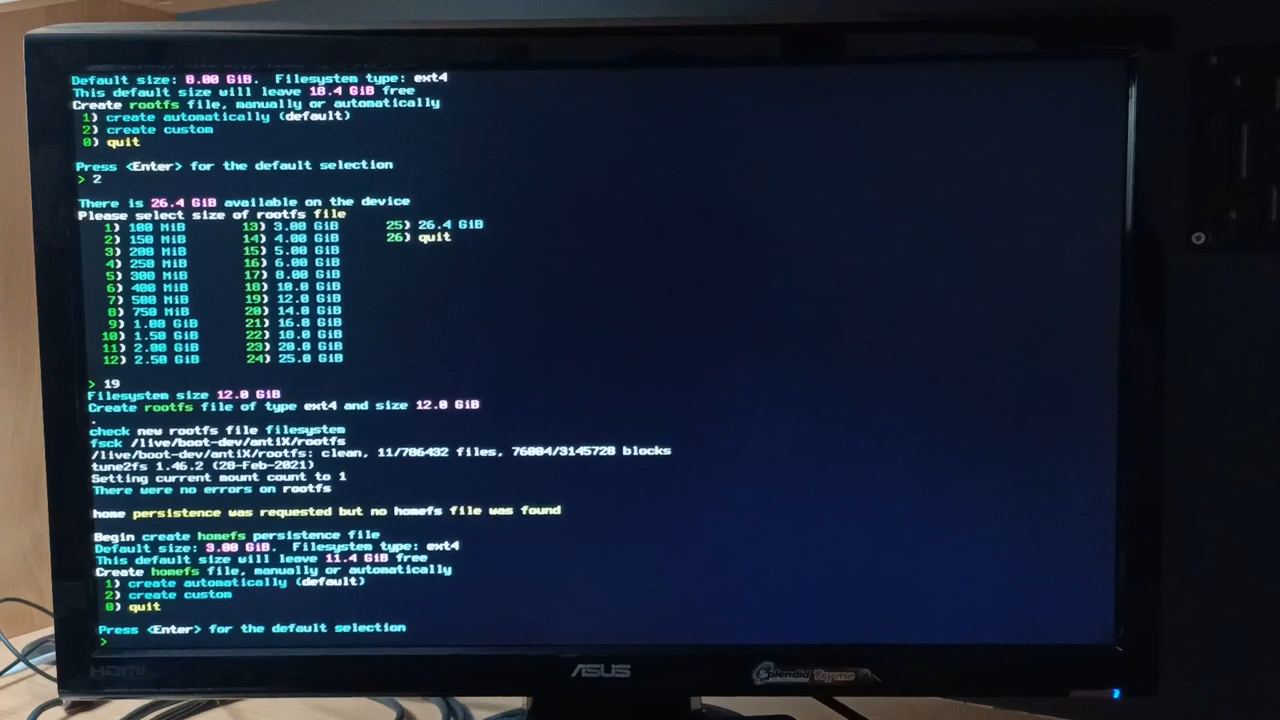 Default size: 8.00 GiB.  Filesystem type: ext4
This default size will leave 18.4 GiB free
Create rootfs file, manually or automatically
1) create automatically (default)
2) create custom
0) quit
Press <Enter> for the default selection
> 2
There is 26.4 GiB available on the device
Please select size of rootfs file
1) 100 MiB 13) 3.00 GiB 25) 26.4 GiB
2) 150 MiB 14) 4.00 GiB 26) quit
3) 200 MiB 15) 5.00 GiB
4) 250 MiB 16) 6.00 GiB
5) 300 MiB 17) 8.00 GiB
6) 400 MiB 18) 10.0 GiB
7) 500 MiB 19) 12.0 GiB
8) 750 MiB 20) 14.0 GiB
9) 1.00 GiB 21) 16.0 GiB
10) 1.50 GiB 22) 18.0 GiB
11) 2.00 GiB 23) 20.0 GiB
12) 2.50 GiB 24) 25.0 GiB
> 19
Filesystem size 12.0 GiB
Create rootfs file of type ext4 and size 12.0 GiB
.
check new rootfs file filesystem
fsck /live/boot-dev/antiX/rootfs
/live/boot-dev/antiX/rootfs: clean, 11/786432 files, 76004/3145728 blocks
tune2fs 1.46.2 (28-Feb-2021)
Setting current mount count to 1
There were no errors on rootfs
home persistence was requested but no homefs file was found
Begin create homefs persistence file
Default size: 3.00 GiB.  Filesystem type: ext4
This default size will leave 11.4 GiB free
Create homefs file, manually or automatically
1) create automatically (default)
2) create custom
0) quit
Press <Enter> for the default selection
>
HDMI
ASUS
Splendid Try me